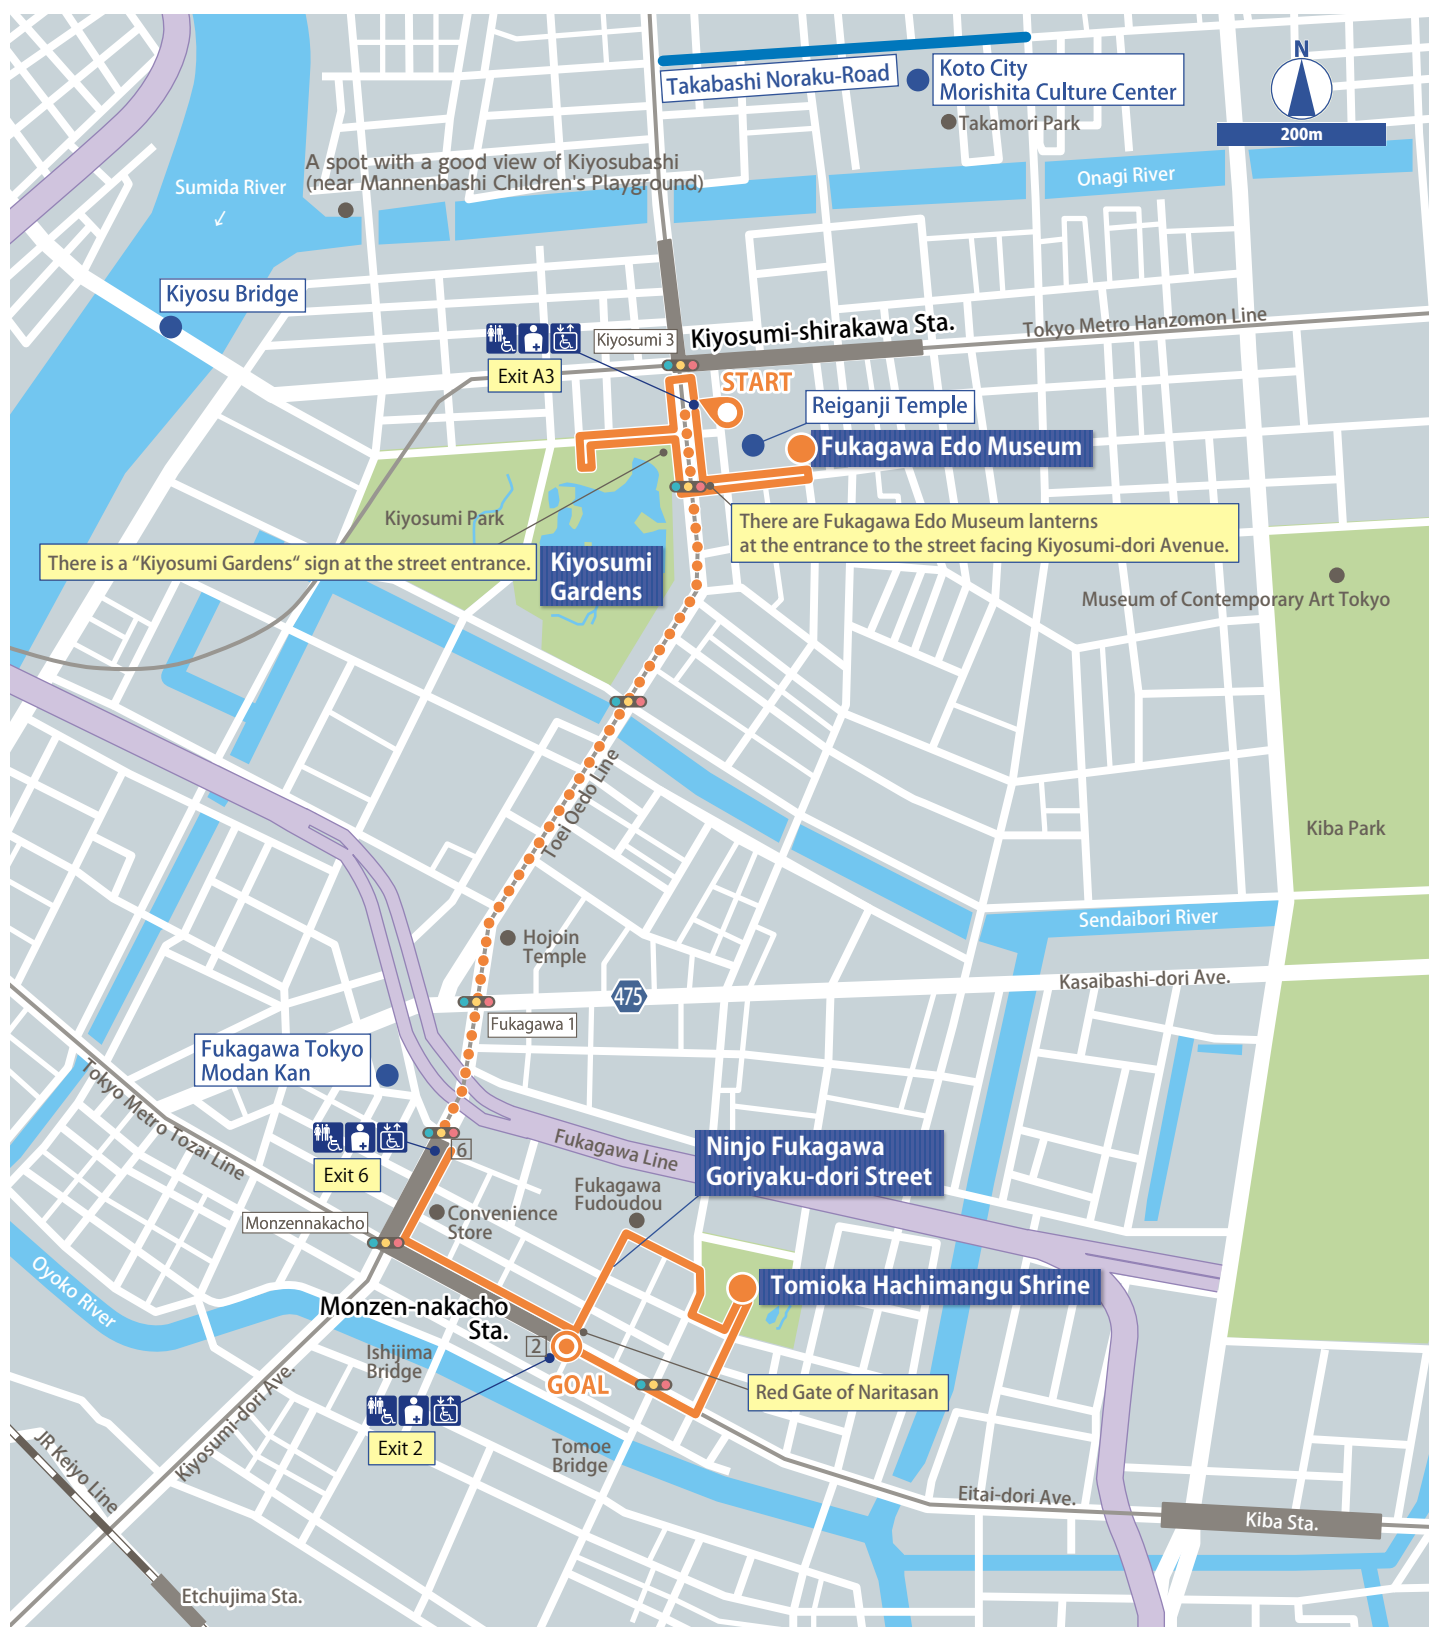 N
200m
Takabashi Noraku-Road
Koto City
Morishita Culture Center
Takamori Park
A spot with a good view of Kiyosubashi
(near Mannenbashi Children's Playground)
Sumida River
↙
Onagi River
Kiyosu Bridge
Kiyosumi 3
Kiyosumi-shirakawa Sta.
Tokyo Metro Hanzomon Line
Exit A3
START
Reiganji Temple
Fukagawa Edo Museum
Kiyosumi Park
There are Fukagawa Edo Museum lanterns
at the entrance to the street facing Kiyosumi-dori Avenue.
There is a “Kiyosumi Gardens“ sign at the street entrance.
Kiyosumi
Gardens
Museum of Contemporary Art Tokyo
Toei Oedo Line
Kiba Park
Sendaibori River
Hojoin
Temple
Kasaibashi-dori Ave.
475
Fukagawa 1
Fukagawa Tokyo
Modan Kan
Tokyo Metro Tozai Line
6
Exit 6
Fukagawa Line
Ninjo Fukagawa
Goriyaku-dori Street
Fukagawa
Fudoudou
Convenience
Store
Monzennakacho
Oyoko River
Tomioka Hachimangu Shrine
Monzen-nakacho
Sta.
2
Ishijima
Bridge
GOAL
Red Gate of Naritasan
Exit 2
Kiyosumi-dori Ave.
Tomoe
Bridge
JR Keiyo Line
Eitai-dori Ave.
Kiba Sta.
Etchujima Sta.